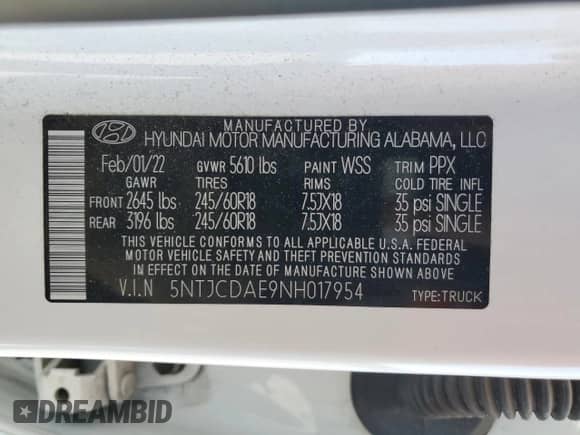 MANUFACTURED BY
HYUNDAI MOTOR MANUFACTURING ALABAMA, LLC
Feb/01/22 GVWR 5610 lbs PAINT WSS TRIM PPX
GAWR TIRES RIMS COLD TIRE INFL
FRONT 2645 lbs 245/60R18 7.5JX18 35 psi SINGLE
REAR 3196 lbs 245/60R18 7.5JX18 35 psi SINGLE
THIS VEHICLE CONFORMS TO ALL APPLICABLE U.S.A. FEDERAL
MOTOR VEHICLE SAFETY AND THEFT PREVENTION STANDARDS
IN EFFECT ON THE DATE OF MANUFACTURE SHOWN ABOVE.
V.I.N 5NTJCDAE9NH017954 TYPE:TRUCK
DREAMBID